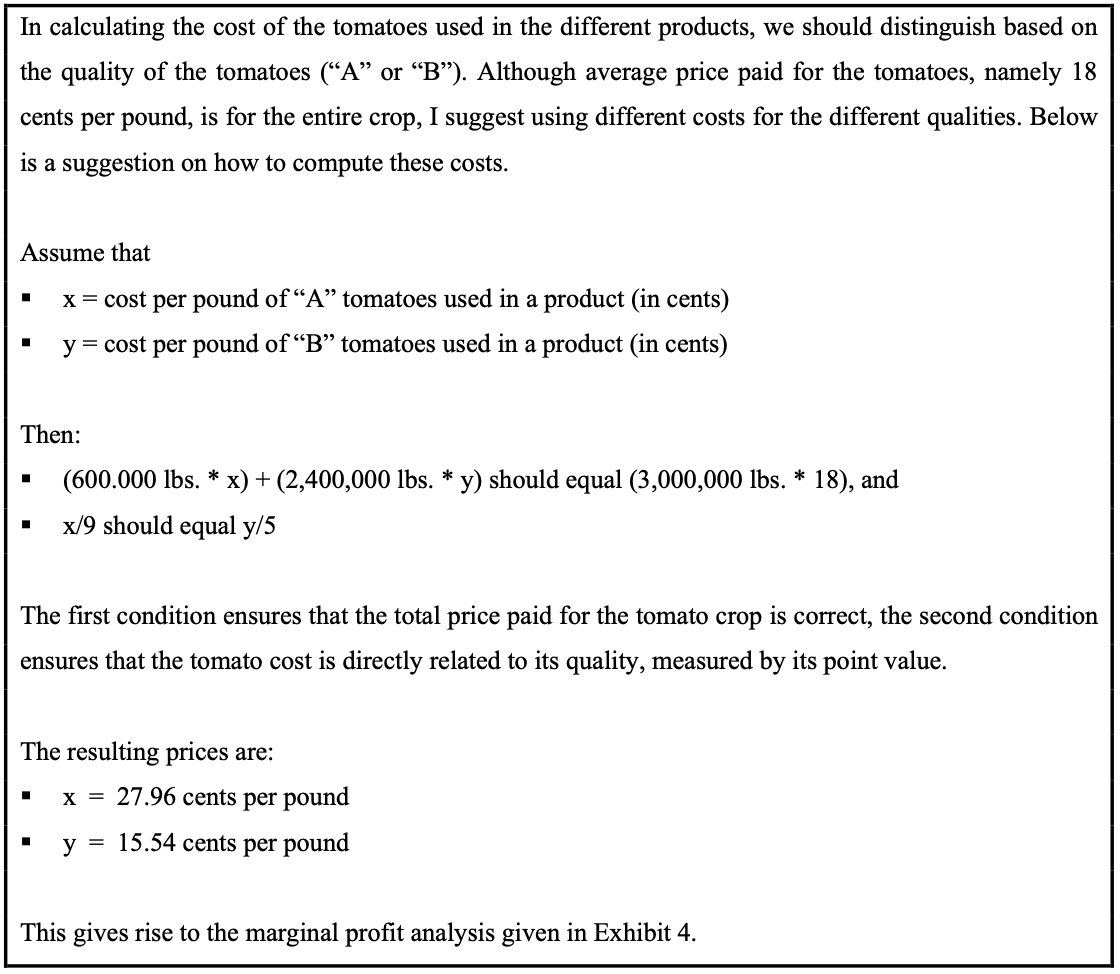 In calculating the cost of the tomatoes used in the different products, we should distinguish based on
the quality of the tomatoes (“A” or “B”). Although average price paid for the tomatoes, namely 18
cents per pound, is for the entire crop, I suggest using different costs for the different qualities. Below
is a suggestion on how to compute these costs.
Assume that
▪ x = cost per pound of “A” tomatoes used in a product (in cents)
▪ y = cost per pound of “B” tomatoes used in a product (in cents)
Then:
▪ (600.000 lbs. * x) + (2,400,000 lbs. * y) should equal (3,000,000 lbs. * 18), and
▪ x/9 should equal y/5
The first condition ensures that the total price paid for the tomato crop is correct, the second condition
ensures that the tomato cost is directly related to its quality, measured by its point value.
The resulting prices are:
▪ x = 27.96 cents per pound
▪ y = 15.54 cents per pound
This gives rise to the marginal profit analysis given in Exhibit 4.